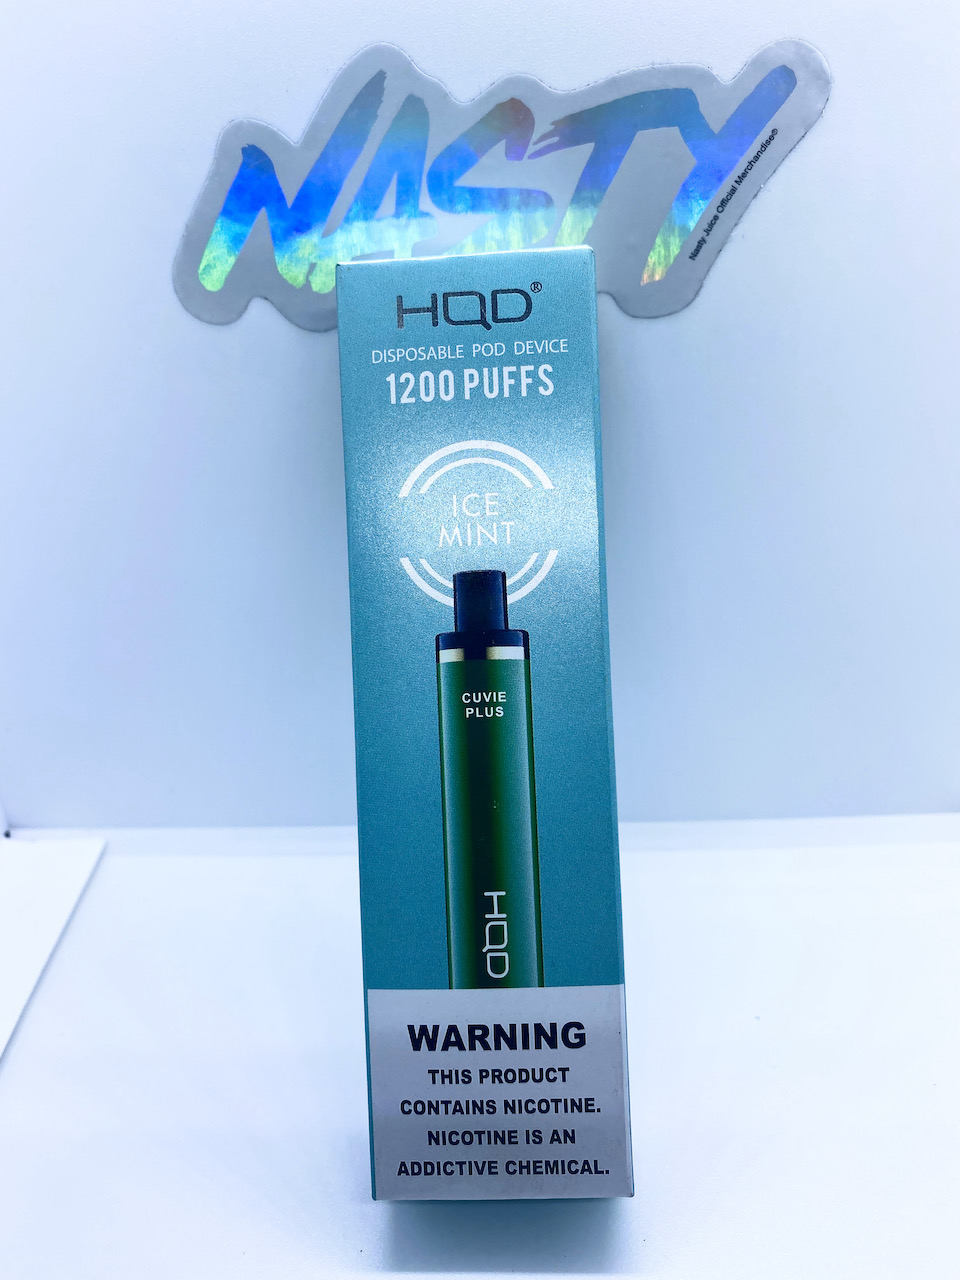 NASTY
Nasty Juice Official Merchandise®
HQD®
DISPOSABLE POD DEVICE
1200 PUFFS
ICE
MINT
CUVIE
PLUS
HQD
WARNING
THIS PRODUCT
CONTAINS NICOTINE.
NICOTINE IS AN
ADDICTIVE CHEMICAL.